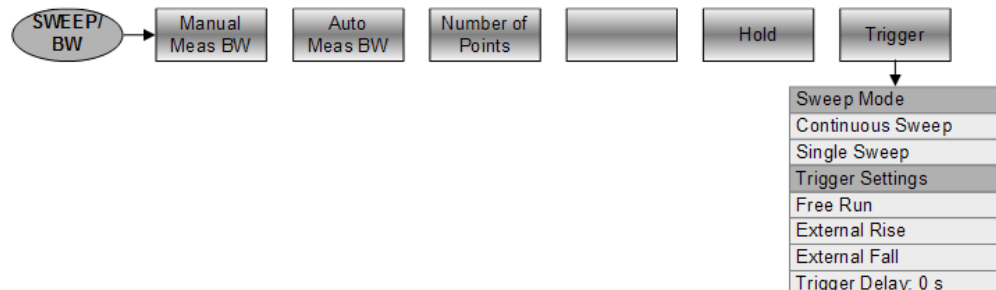 SWEEP/
BW
Manual
Meas BW
Auto
Meas BW
Number of
Points
Hold
Trigger
Sweep Mode
Continuous Sweep
Single Sweep
Trigger Settings
Free Run
External Rise
External Fall
Trigger Delay: 0 s